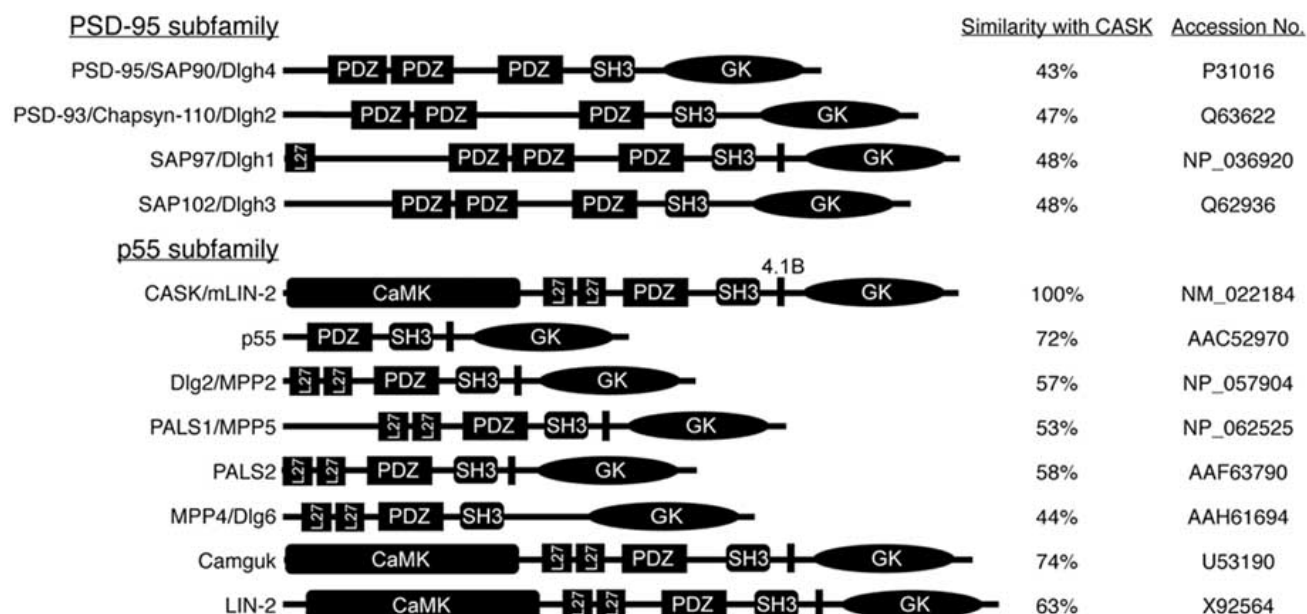 PSD-95 subfamily Similarity with CASK Accession No.
PSD-95/SAP90/Dlgh4 PDZ PDZ PDZ SH3 GK 43% P31016
PSD-93/Chapsyn-110/Dlgh2 PDZ PDZ PDZ SH3 GK 47% Q63622
SAP97/Dlgh1 L27 PDZ PDZ PDZ SH3 GK 48% NP_036920
SAP102/Dlgh3 PDZ PDZ PDZ SH3 GK 48% Q62936
p55 subfamily
4.1B
CASK/mLIN-2 CaMK L27 L27 PDZ SH3 GK 100% NM_022184
p55 PDZ SH3 GK 72% AAC52970
Dlg2/MPP2 L27 L27 PDZ SH3 GK 57% NP_057904
PALS1/MPP5 L27 L27 PDZ SH3 GK 53% NP_062525
PALS2 L27 L27 PDZ SH3 GK 58% AAF63790
MPP4/Dlg6 L27 L27 PDZ SH3 GK 44% AAH61694
Camguk CaMK L27 L27 PDZ SH3 GK 74% U53190
LIN-2 CaMK L27 L27 PDZ SH3 GK 63% X92564